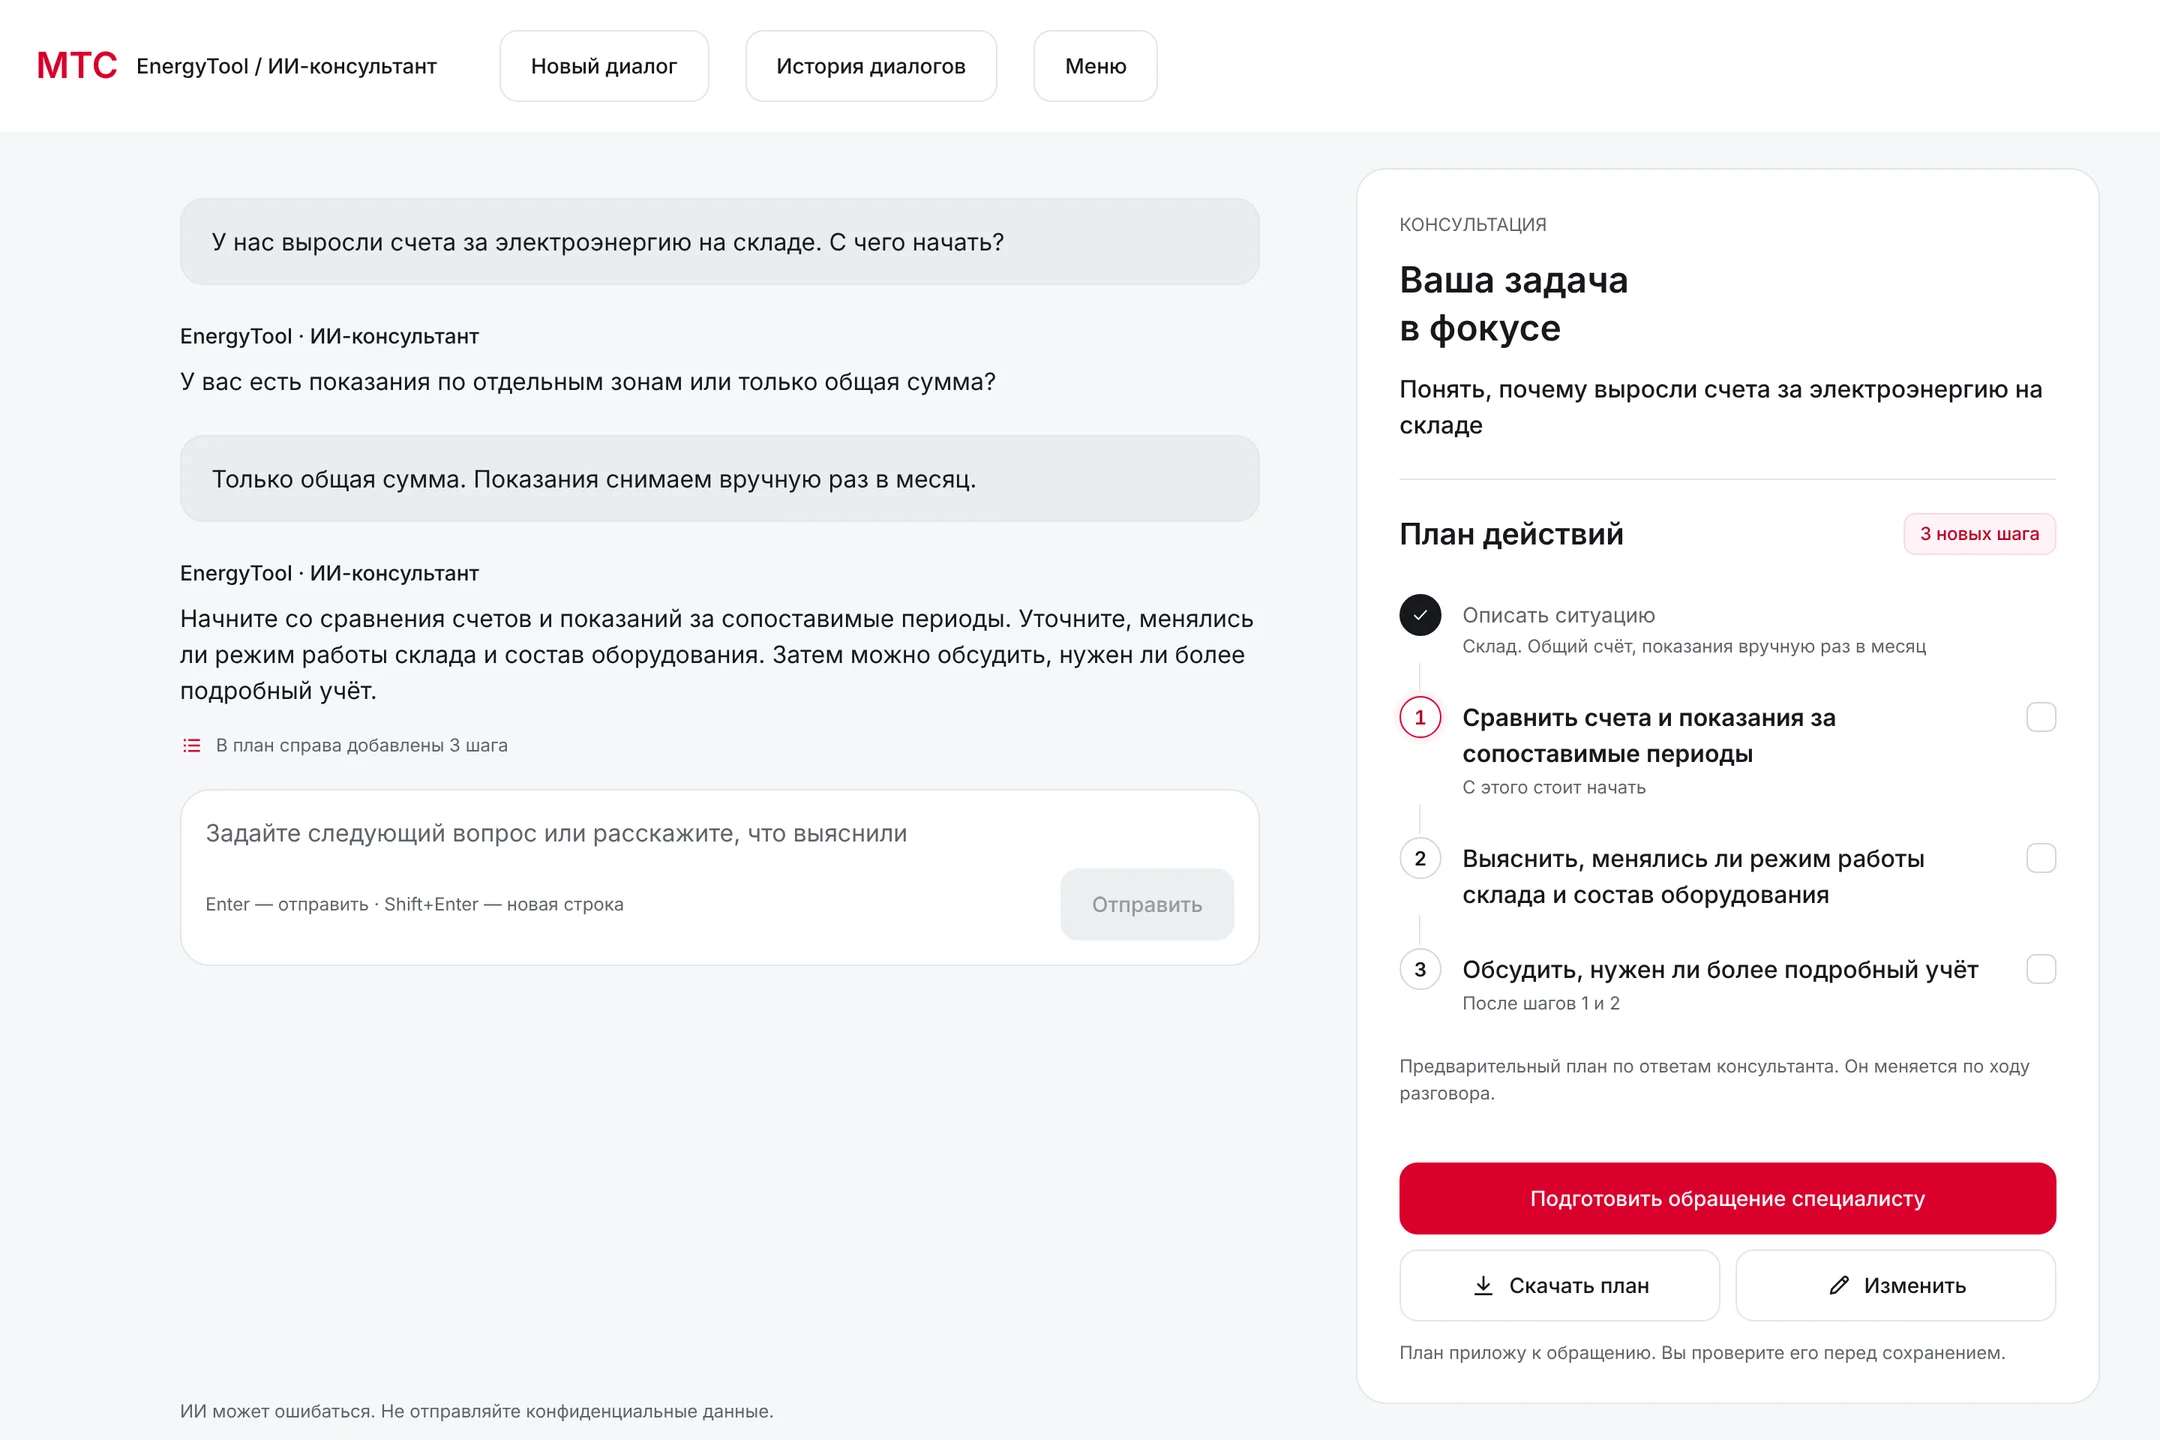 МТС EnergyTool / ИИ-консультант
Новый диалог
История диалогов
Меню
У нас выросли счета за электроэнергию на складе. С чего начать?
EnergyTool · ИИ-консультант
У вас есть показания по отдельным зонам или только общая сумма?
Только общая сумма. Показания снимаем вручную раз в месяц.
EnergyTool · ИИ-консультант
Начните со сравнения счетов и показаний за сопоставимые периоды. Уточните, менялись
ли режим работы склада и состав оборудования. Затем можно обсудить, нужен ли более
подробный учёт.
В план справа добавлены 3 шага
Задайте следующий вопрос или расскажите, что выяснили
Enter — отправить · Shift+Enter — новая строка
Отправить
ИИ может ошибаться. Не отправляйте конфиденциальные данные.
КОНСУЛЬТАЦИЯ
Ваша задача
в фокусе
Понять, почему выросли счета за электроэнергию на
складе
План действий
3 новых шага
Описать ситуацию
Склад. Общий счёт, показания вручную раз в месяц
1
Сравнить счета и показания за
сопоставимые периоды
С этого стоит начать
2
Выяснить, менялись ли режим работы
склада и состав оборудования
3
Обсудить, нужен ли более подробный учёт
После шагов 1 и 2
Предварительный план по ответам консультанта. Он меняется по ходу
разговора.
Подготовить обращение специалисту
Скачать план
Изменить
План приложу к обращению. Вы проверите его перед сохранением.